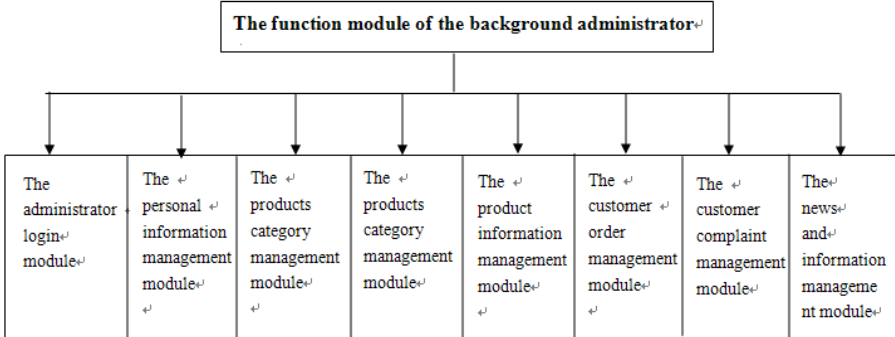 The function module of the background administrator
The
administrator
login
module
The
personal
information
management
module
The
products
category
management
module
The
products
category
management
module
The
product
information
management
module
The
customer
order
management
module
The
customer
complaint
management
module
The
news
and
information
manageme
nt module